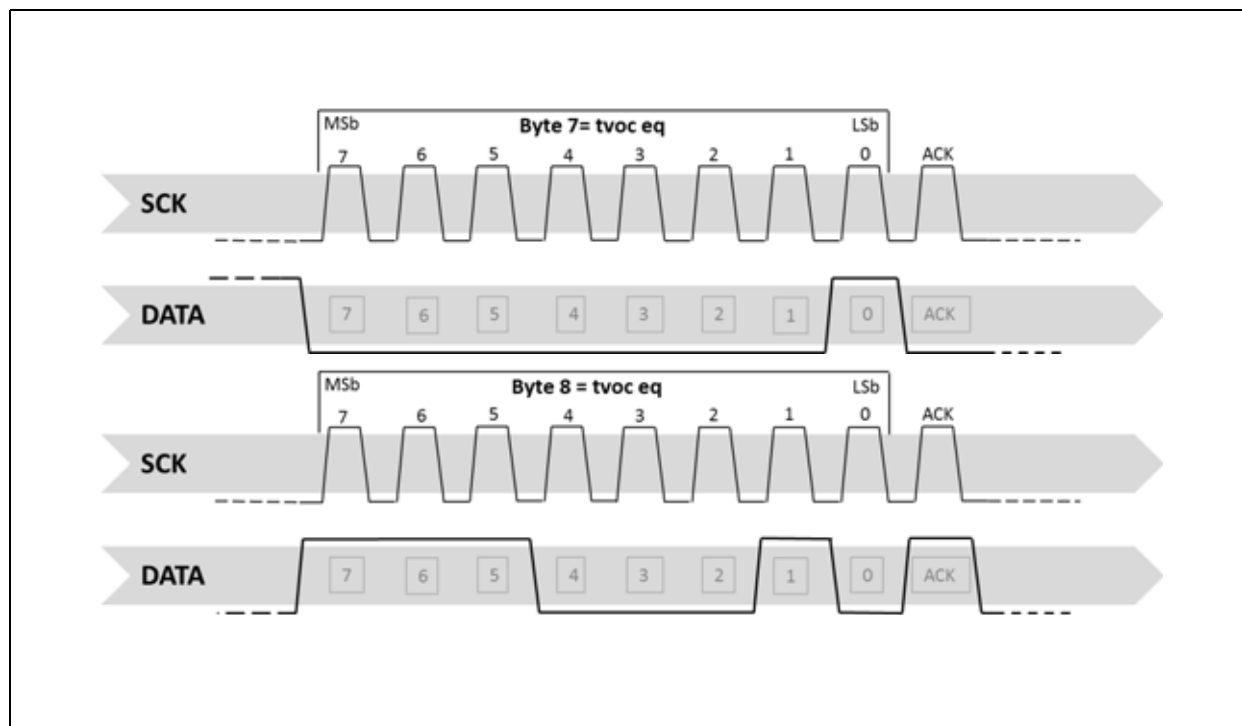 MSb Byte 7= tvoc eq LSb
7 6 5 4 3 2 1 0 ACK
SCK
DATA 7 6 5 4 3 2 1 0 ACK
MSb Byte 8 = tvoc eq LSb
7 6 5 4 3 2 1 0 ACK
SCK
DATA 7 6 5 4 3 2 1 0 ACK